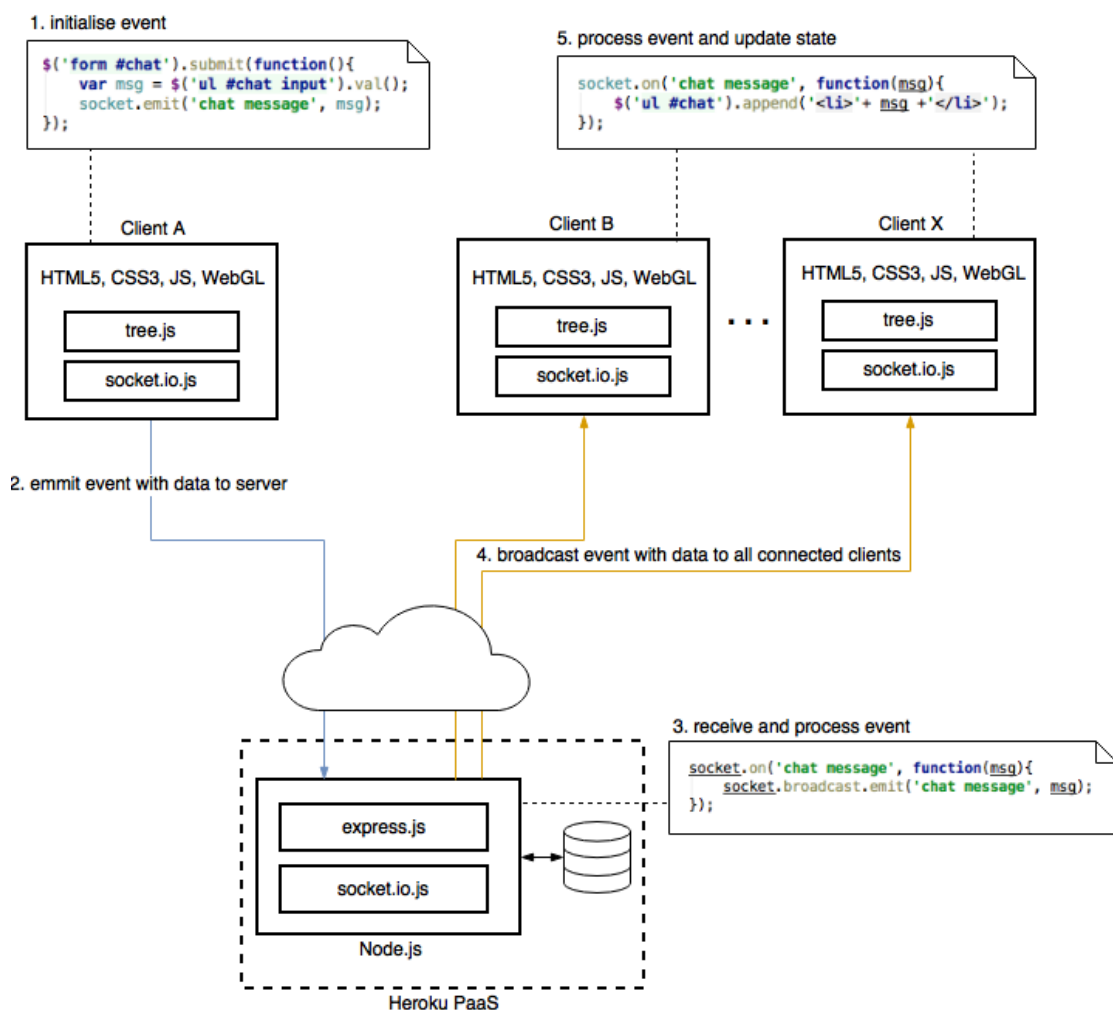 1. initialise event
$('form #chat').submit(function(){
var msg = $('ul #chat input').val();
socket.emit('chat message', msg);
});
5. process event and update state
socket.on('chat message', function(msg){
$('ul #chat').append('<li>'+ msg +'</li>');
});
Client A
HTML5, CSS3, JS, WebGL
tree.js
socket.io.js
Client B
HTML5, CSS3, JS, WebGL
tree.js
socket.io.js
. . .
Client X
HTML5, CSS3, JS, WebGL
tree.js
socket.io.js
2. emmit event with data to server
4. broadcast event with data to all connected clients
3. receive and process event
socket.on('chat message', function(msg){
socket.broadcast.emit('chat message', msg);
});
express.js
socket.io.js
Node.js
Heroku PaaS